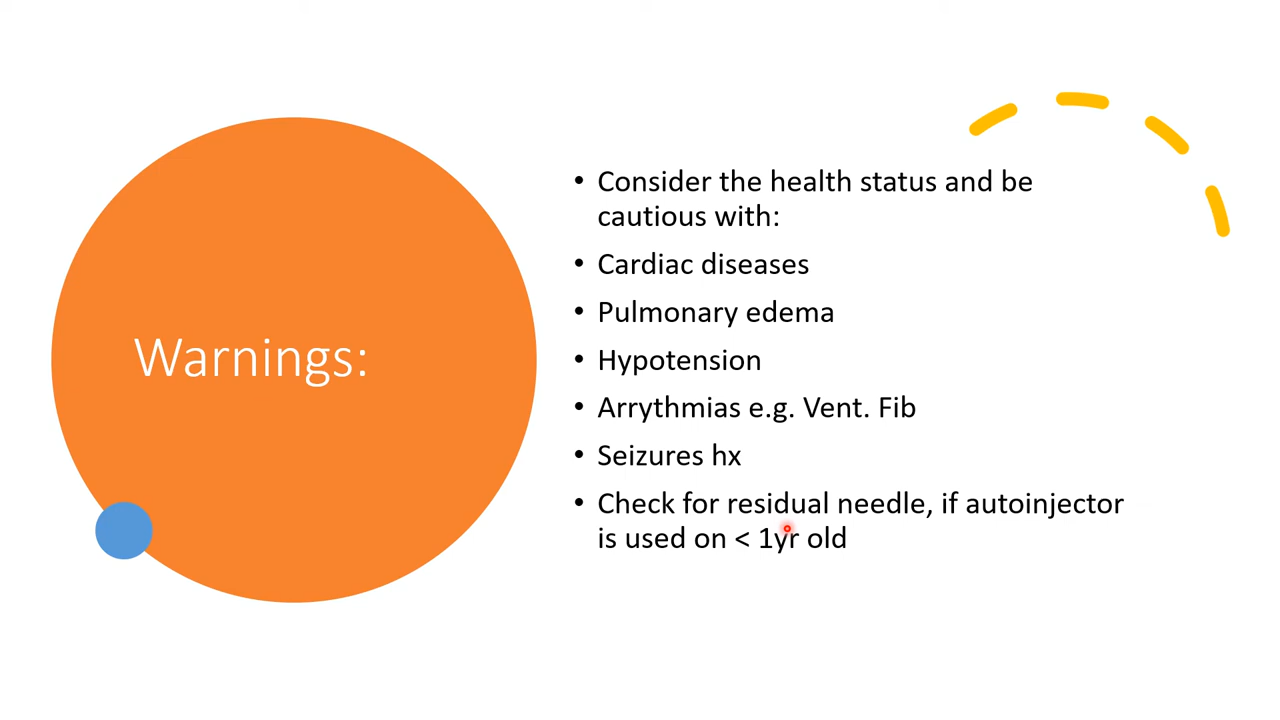 Warnings:
• Consider the health status and be
cautious with:
• Cardiac diseases
• Pulmonary edema
• Hypotension
• Arrythmias e.g. Vent. Fib
• Seizures hx
• Check for residual needle, if autoinjector
is used on < 1yr old